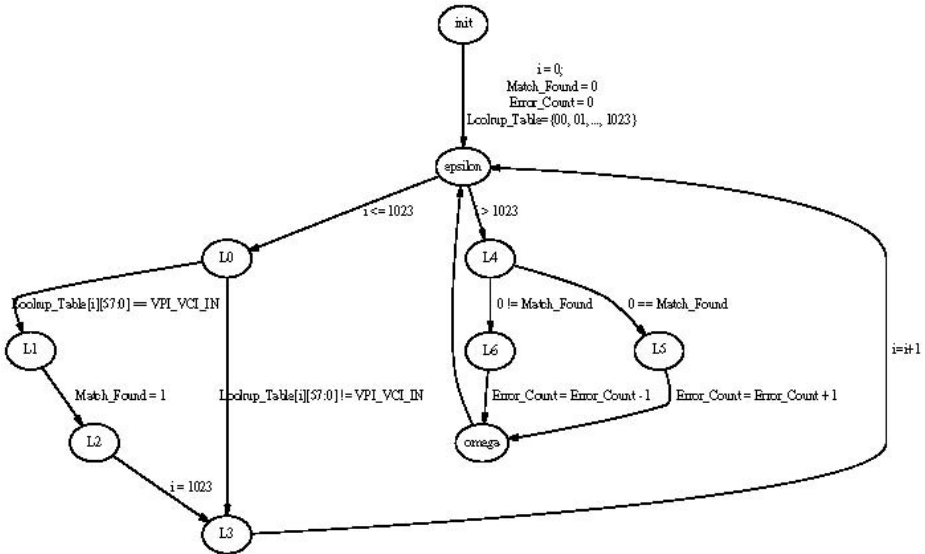 init
i = 0;
Match_Found = 0
Error_Count = 0
Lookup_Table={00, 01,..., 1023}
epsilon
i <= 1023
i > 1023
L0
L4
Lookup_Table[i][57:0] == VPI_VCI_IN
0 != Match_Found
0 == Match_Found
L1
L6
L5
i=i+1
Match_Found = 1
Lookup_Table[i][57:0] != VPI_VCI_IN
Error_Count = Error_Count - 1
Error_Count = Error_Count + 1
L2
omega
i = 1023
L3